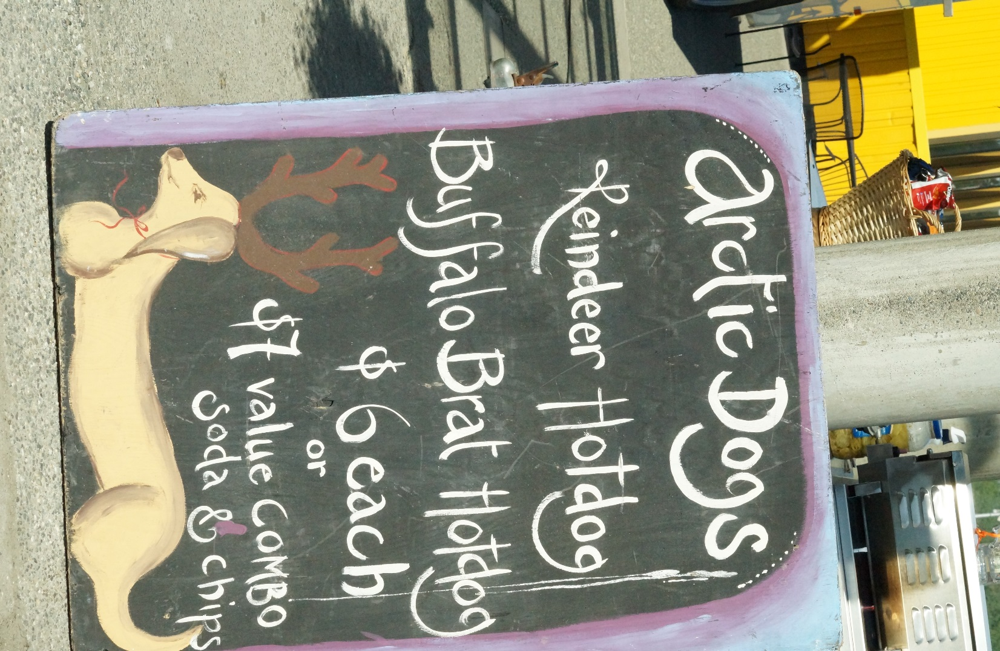 Arctic Dogs
Reindeer Hotdog
Buffalo Brat Hotdog
$6 each
or
$7 value COMBO
Soda & chips